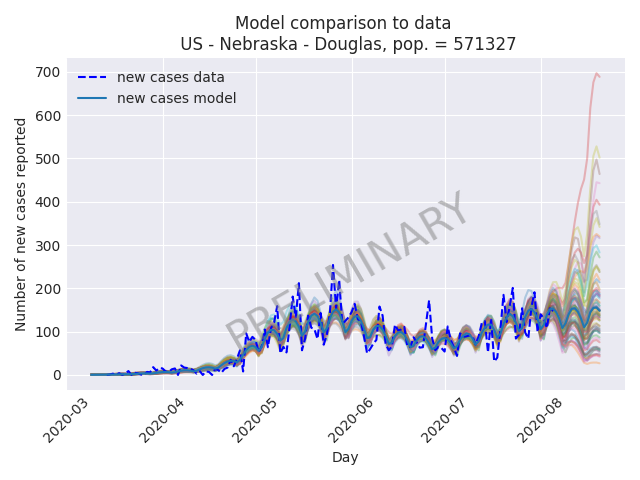 Model comparison to data
US - Nebraska - Douglas, pop. = 571327
new cases data
new cases model
PRELIMINARY
Number of new cases reported
700
600
500
400
300
200
100
0
2020-03
2020-04
2020-05
2020-06
2020-07
2020-08
Day